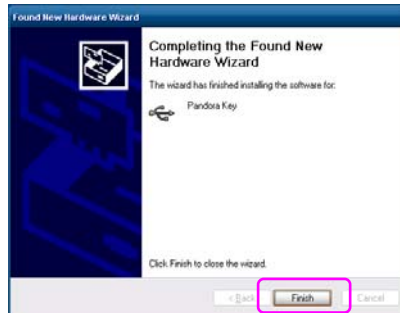 Found New Hardware Wizard
Completing the Found New
Hardware Wizard
The wizard has finished installing the software for:
Pandora Key
Click Finish to close the wizard.
< Back
Finish
Cancel